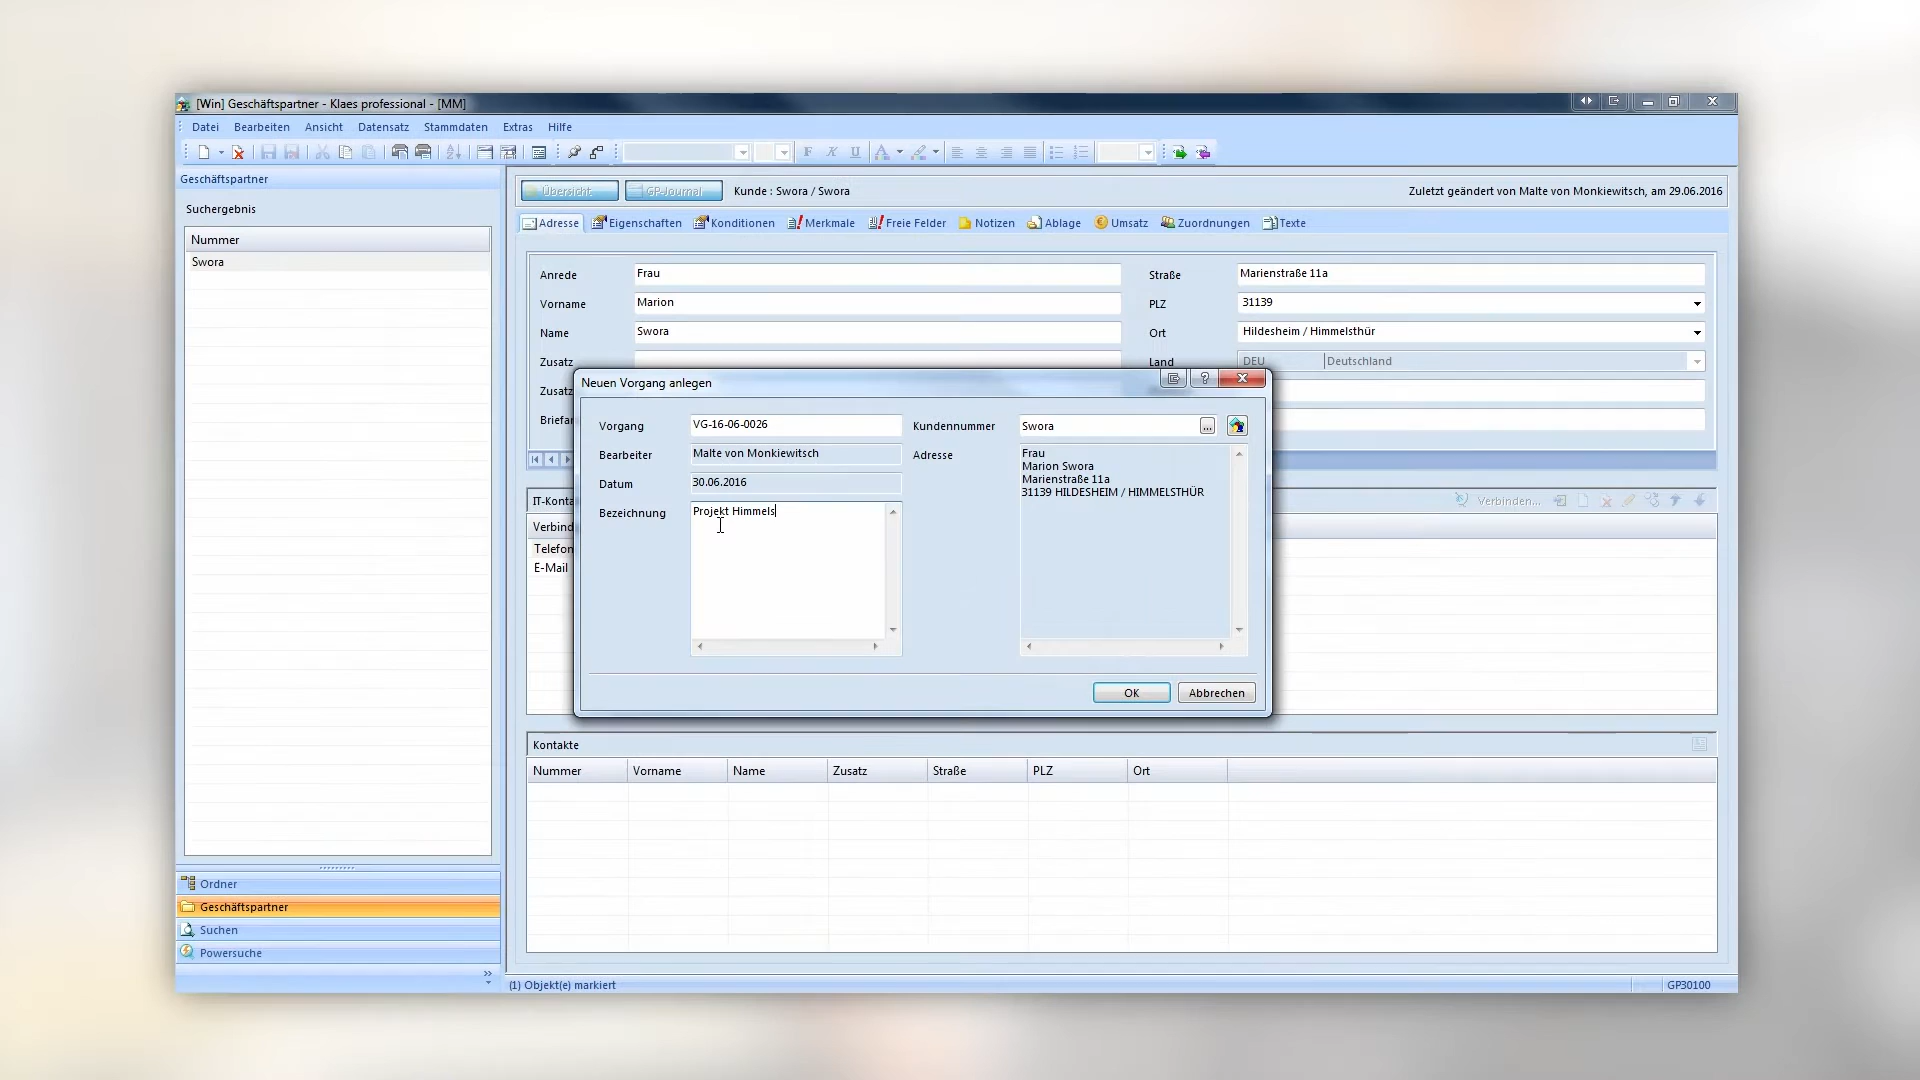 [Win] Geschäftspartner - Klaes professional - [MM]
Datei Bearbeiten Ansicht Datensatz Stammdaten Extras Hilfe
Geschäftspartner
Suchergebnis
Nummer
Swora
Ordner
Geschäftspartner
Suchen
Powersuche
Übersicht GP-Journal Kunde : Swora / Swora Zuletzt geändert von Malte von Monkiewitsch, am 29.06.2016
Adresse Eigenschaften Konditionen Merkmale Freie Felder Notizen Ablage Umsatz Zuordnungen Texte
Anrede Frau Straße Marienstraße 11a
Vorname Marion PLZ 31139
Name Swora Ort Hildesheim / Himmelsthür
Zusatz Land DEU Deutschland
Zusatz
Briefan
Neuen Vorgang anlegen
Vorgang VG-16-06-0026 Kundennummer Swora ...
Bearbeiter Malte von Monkiewitsch Adresse Frau
Marion Swora
Marienstraße 11a
31139 HILDESHEIM / HIMMELSTHÜR
Datum 30.06.2016
Bezeichnung Projekt Himmels
OK Abbrechen
IT-Konta Verbinden...
Verbind
Telefon
E-Mail
Kontakte
Nummer Vorname Name Zusatz Straße PLZ Ort
(1) Objekt(e) markiert GP30100